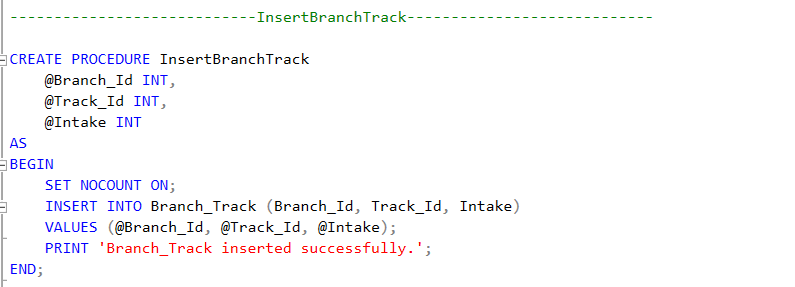 ----------------------------InsertBranchTrack----------------------------
CREATE PROCEDURE InsertBranchTrack
    @Branch_Id INT,
    @Track_Id INT,
    @Intake INT
AS
BEGIN
    SET NOCOUNT ON;
    INSERT INTO Branch_Track (Branch_Id, Track_Id, Intake)
    VALUES (@Branch_Id, @Track_Id, @Intake);
    PRINT 'Branch_Track inserted successfully.';
END;